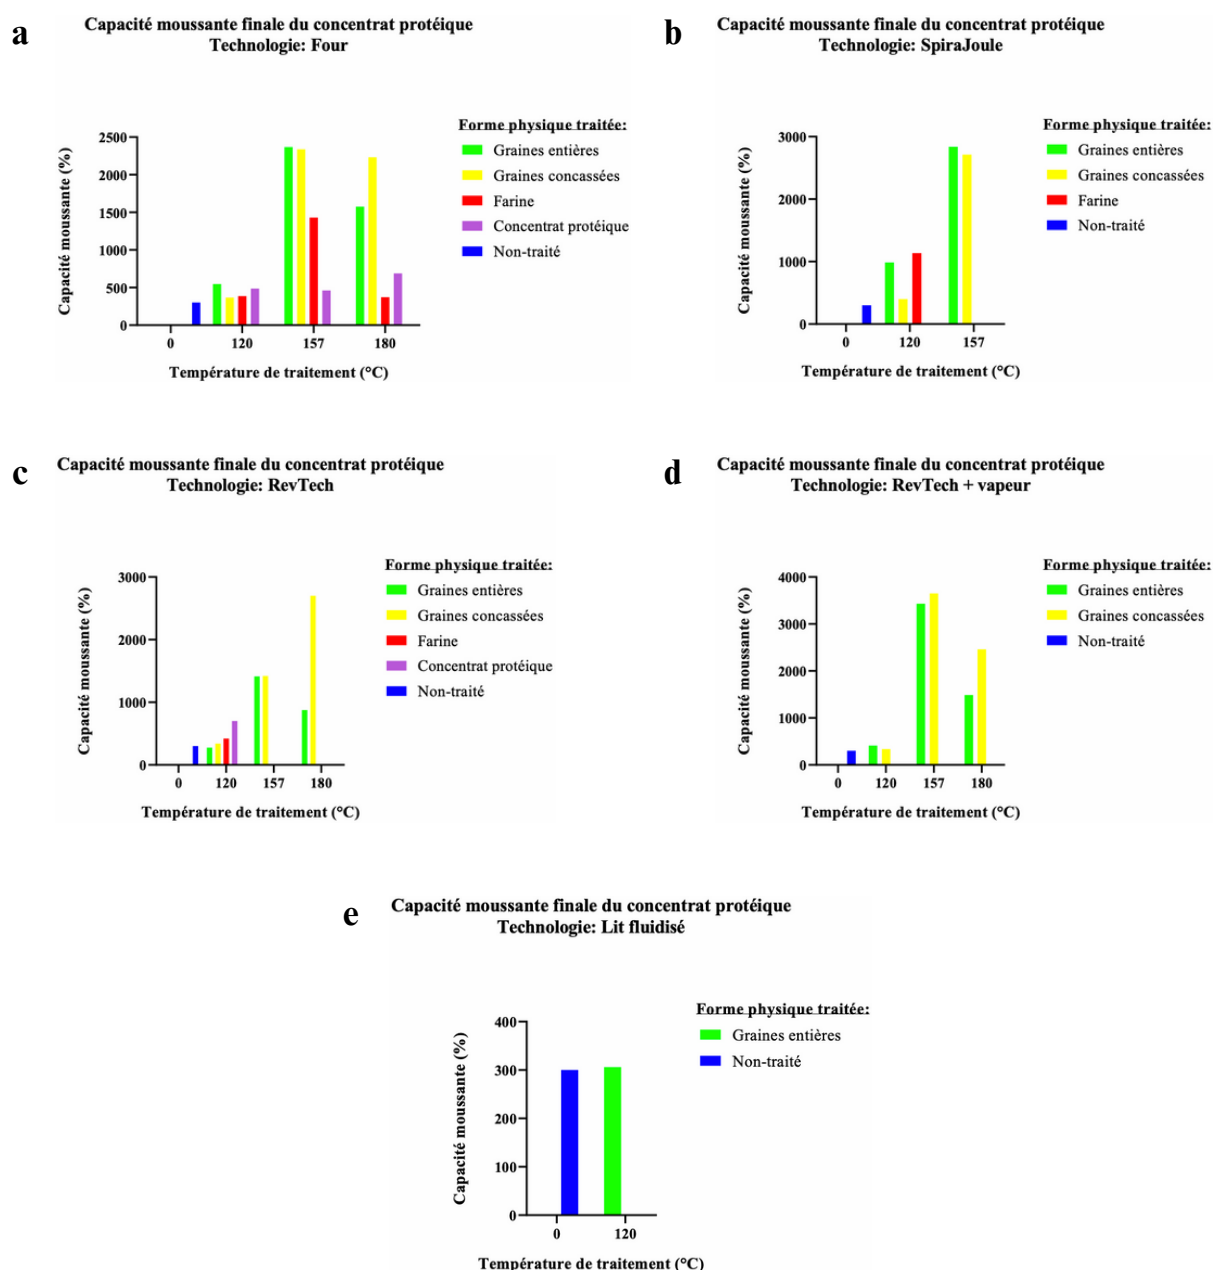 a
Capacité moussante finale du concentrat protéique
Technologie: Four
Capacité moussante (%)
2500
2000
1500
1000
500
0
0 120 157 180
Température de traitement (°C)
Forme physique traitée:
Graines entières
Graines concassées
Farine
Concentrat protéique
Non-traité
b
Capacité moussante finale du concentrat protéique
Technologie: SpiraJoule
Capacité moussante (%)
3000
2000
1000
0
0 120 157
Température de traitement (°C)
Forme physique traitée:
Graines entières
Graines concassées
Farine
Non-traité
c
Capacité moussante finale du concentrat protéique
Technologie: RevTech
Capacité moussante (%)
3000
2000
1000
0
0 120 157 180
Température de traitement (°C)
Forme physique traitée:
Graines entières
Graines concassées
Farine
Concentrat protéique
Non-traité
d
Capacité moussante finale du concentrat protéique
Technologie: RevTech + vapeur
Capacité moussante (%)
4000
3000
2000
1000
0
0 120 157 180
Température de traitement (°C)
Forme physique traitée:
Graines entières
Graines concassées
Non-traité
e
Capacité moussante finale du concentrat protéique
Technologie: Lit fluidisé
Capacité moussante (%)
400
300
200
100
0
0 120
Température de traitement (°C)
Forme physique traitée:
Graines entières
Non-traité